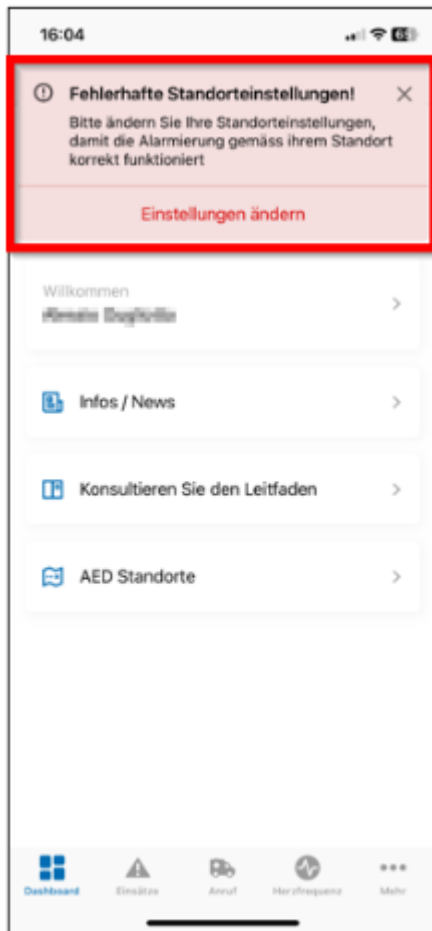 16:04
Fehlerhafte Standorteinstellungen!
Bitte ändern Sie Ihre Standorteinstellungen,
damit die Alarmierung gemäss ihrem Standort
korrekt funktioniert
Einstellungen ändern
Willkommen
Infos / News
Konsultieren Sie den Leitfaden
AED Standorte
Dashboard Einsätze Anruf Herzfrequenz Mehr